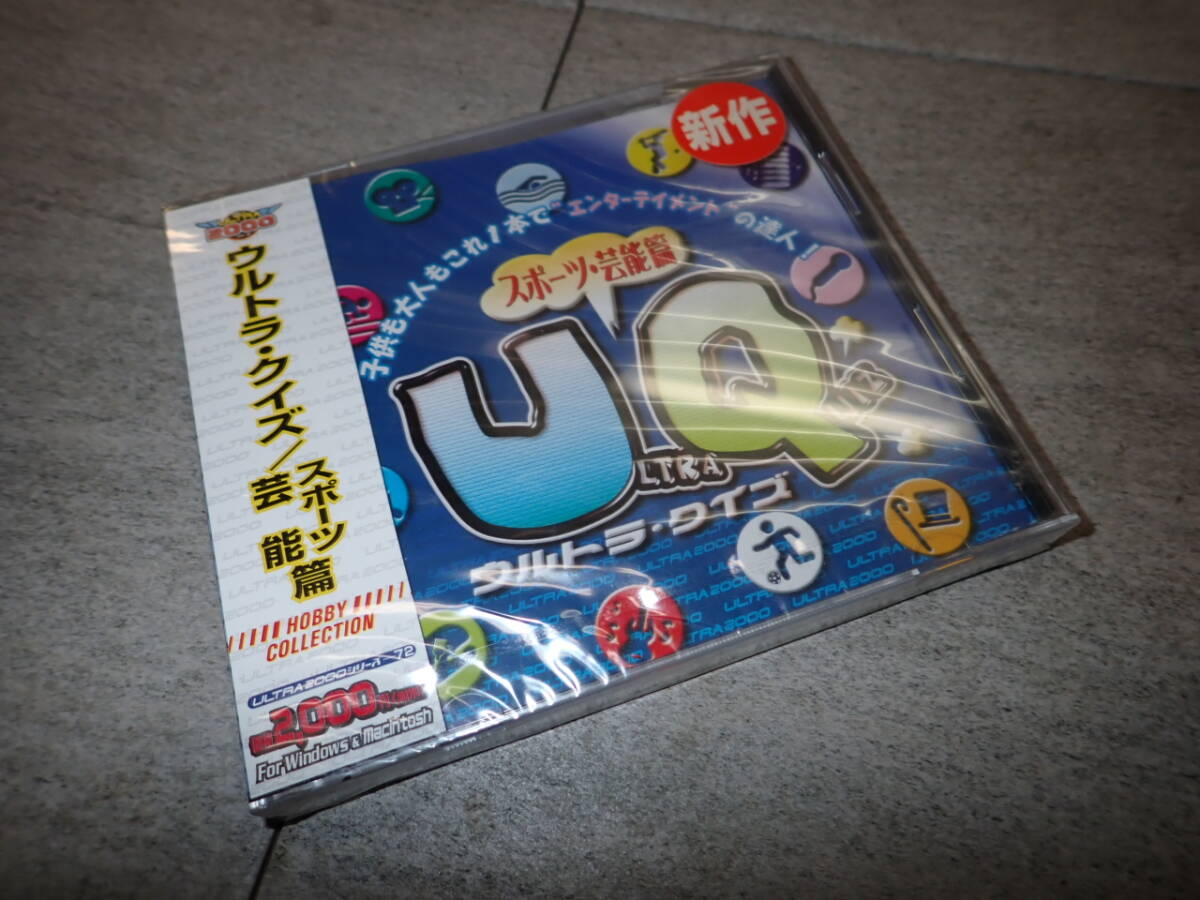 2000
ウルトラ・クイズ/スポーツ
芸能篇
HOBBY
COLLECTION
ULTRA2000シリーズ-72
2,000
For Windows & Macintosh
新作
子供も大人もこれ1本で"エンターテイメント"の達人!
スポーツ・芸能篇
UQ
ULTRA
ウルトラ・クイズ
ULTRA2000 ULTRA2000